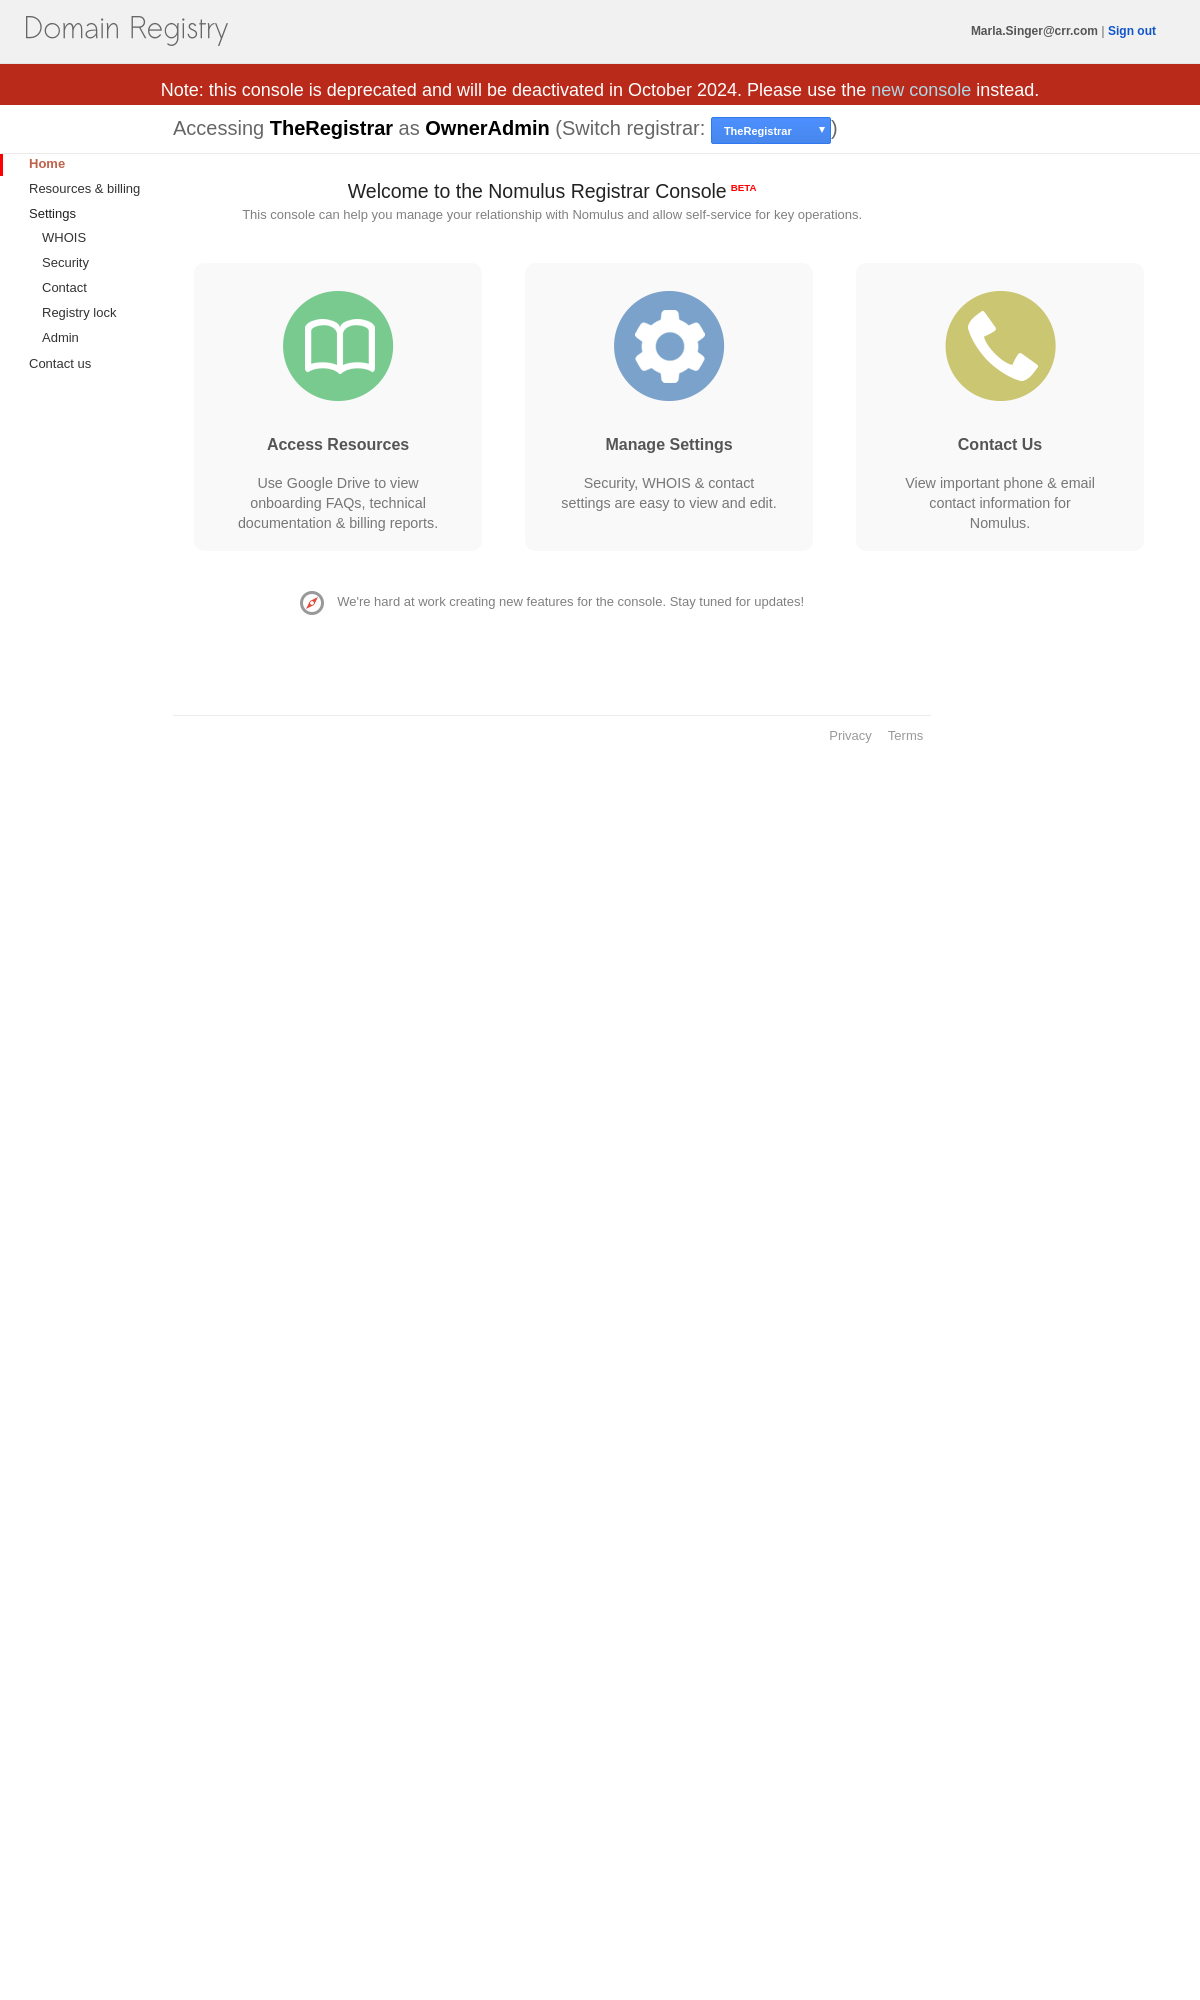 Domain Registry
Marla.Singer@crr.com | Sign out
Note: this console is deprecated and will be deactivated in October 2024. Please use the new console instead.
Accessing TheRegistrar as OwnerAdmin (Switch registrar: TheRegistrar ▼)
Home
Resources & billing
Settings
WHOIS
Security
Contact
Registry lock
Admin
Contact us
Welcome to the Nomulus Registrar Console BETA
This console can help you manage your relationship with Nomulus and allow self-service for key operations.
Access Resources
Use Google Drive to view
onboarding FAQs, technical
documentation & billing reports.
Manage Settings
Security, WHOIS & contact
settings are easy to view and edit.
Contact Us
View important phone & email
contact information for
Nomulus.
We're hard at work creating new features for the console. Stay tuned for updates!
Privacy Terms